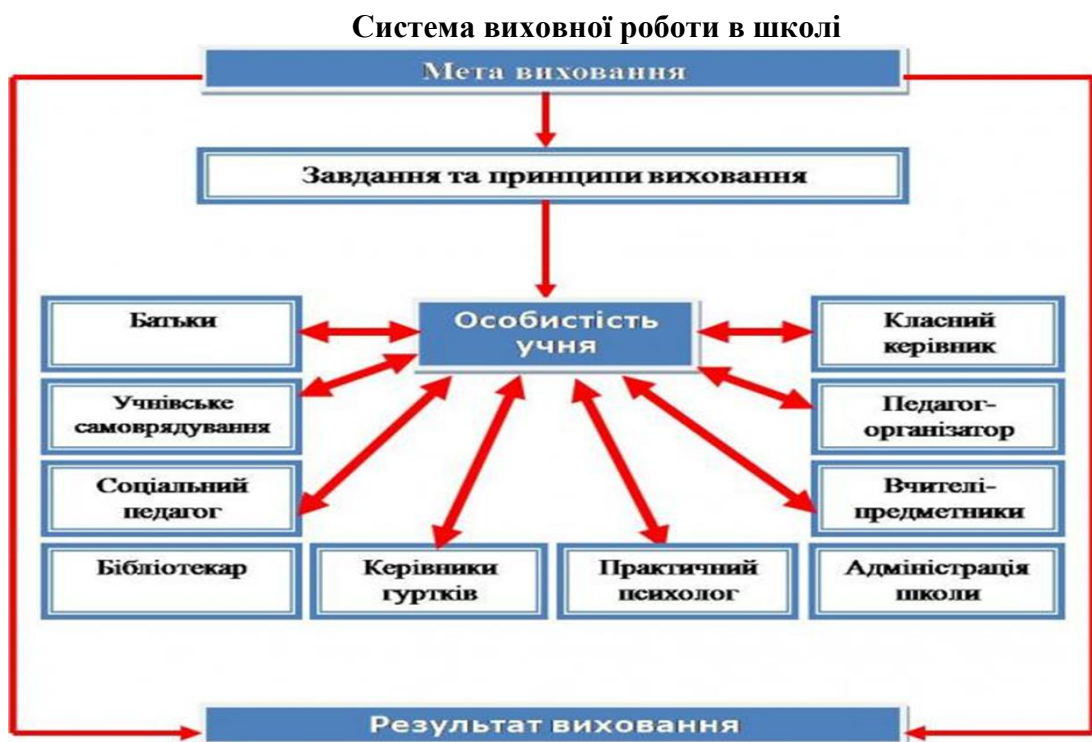 Система виховної роботи в школі
Мета виховання
Завдання та принципи виховання
Особистість
учня
Батьки
Класний
керівник
Учнівське
самоврядування
Педагог-
організатор
Соціальний
педагог
Вчителі-
предметники
Бібліотекар
Керівники
гуртків
Практичний
психолог
Адміністрація
школи
Результат виховання